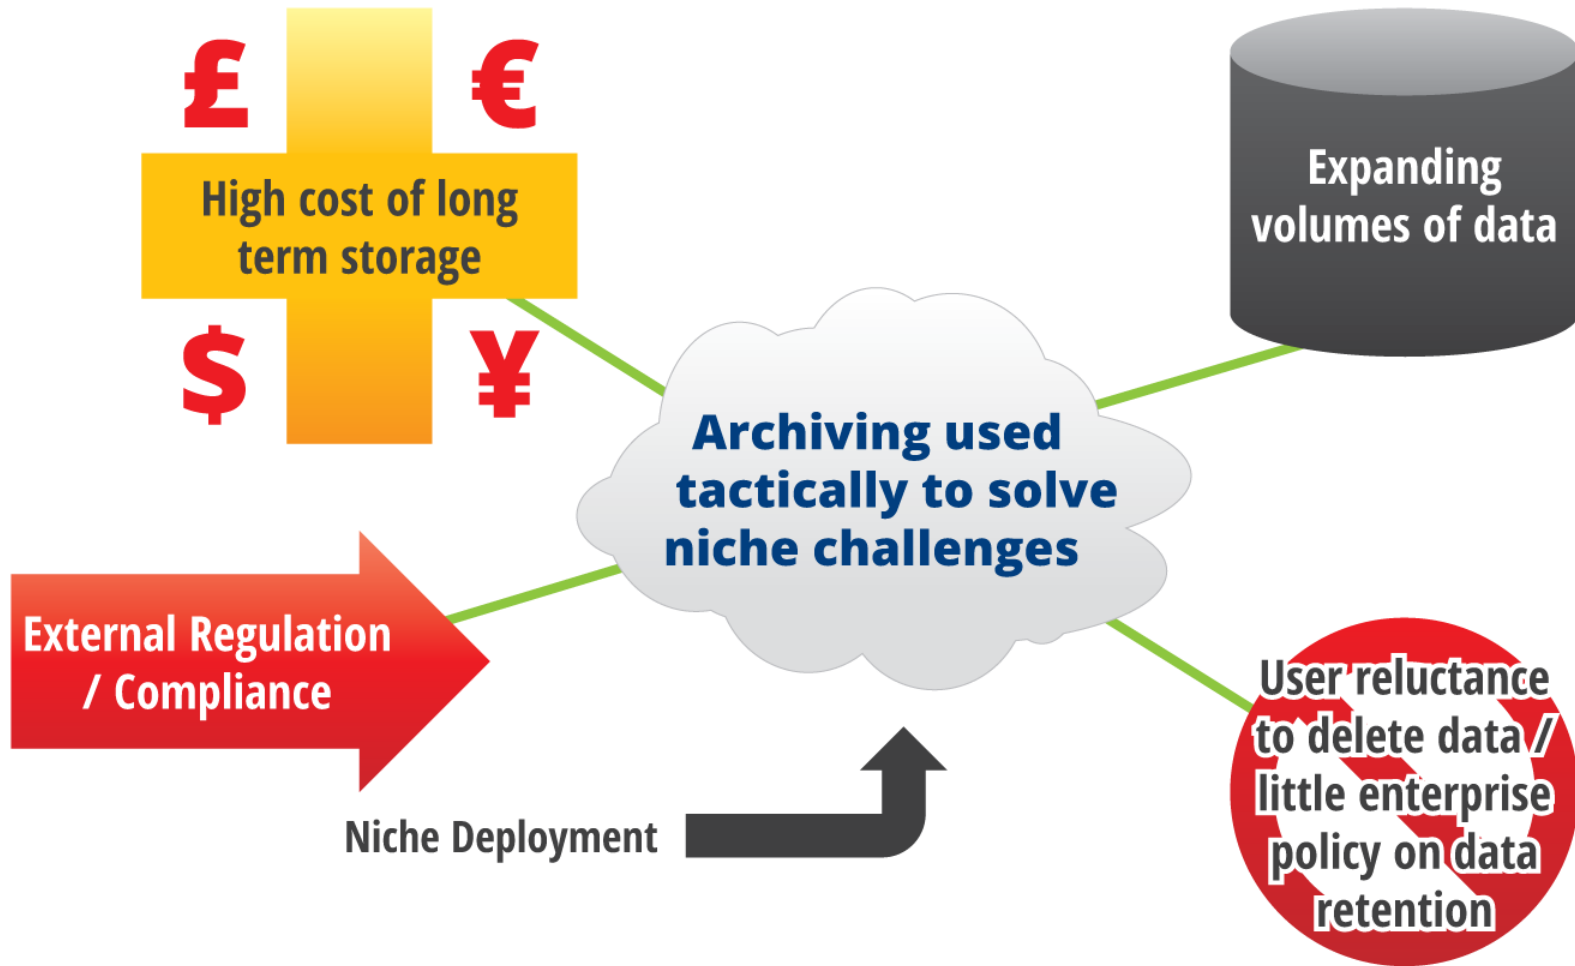 £ €
High cost of long
term storage
$ ¥
Expanding
volumes of data
Archiving used
tactically to solve
niche challenges
External Regulation
/ Compliance
Niche Deployment
User reluctance
to delete data /
little enterprise
policy on data
retention